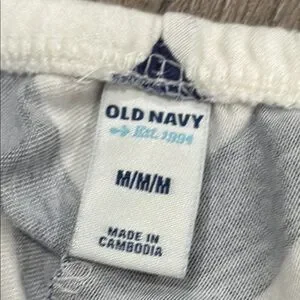 OLD NAVY
Est. 1994
M/M/M
MADE IN
CAMBODIA